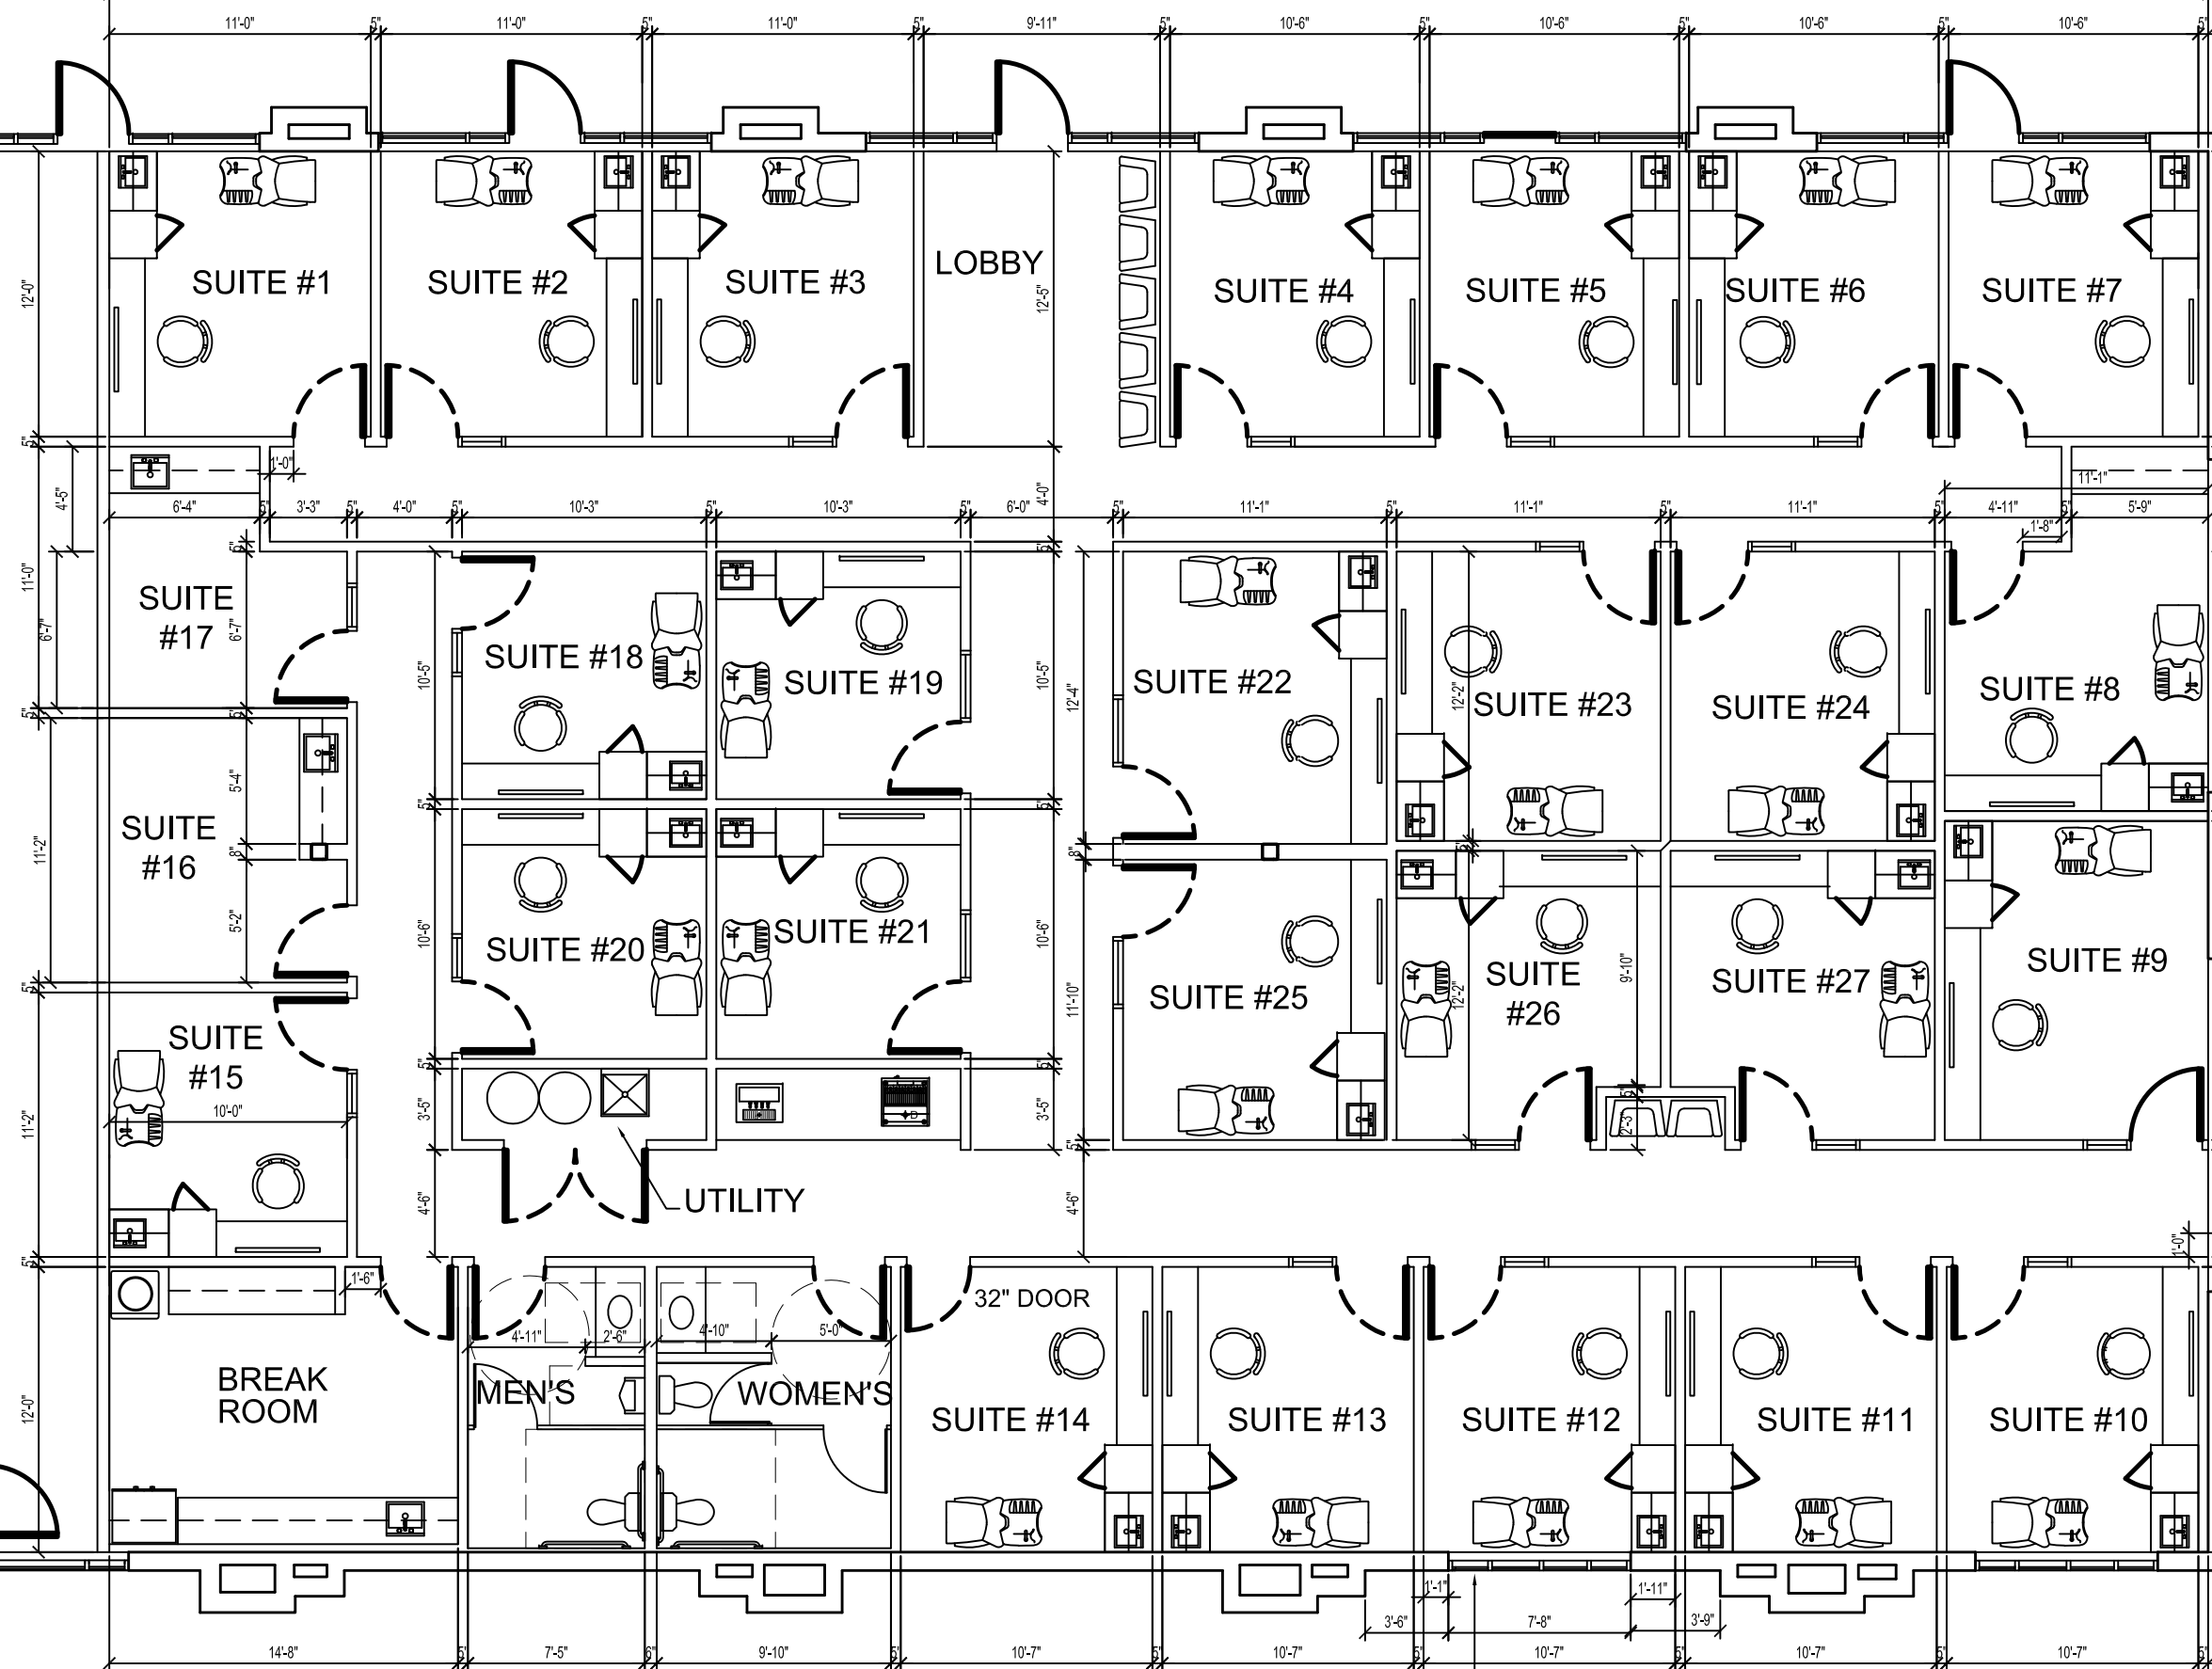 11'-0" 5" 11'-0" 5" 11'-0" 5" 9'-11" 5" 10'-6" 5" 10'-6" 5" 10'-6" 5" 10'-6" 5"
LOBBY
SUITE #1 SUITE #2 SUITE #3 SUITE #4 SUITE #5 SUITE #6 SUITE #7
12'-0" 12'-5"
5" 1'-0" 11'-1"
4'-5" 4'-0"
6'-4" 5" 3'-3" 5" 4'-0" 5" 10'-3" 5" 10'-3" 5" 6'-0" 5" 11'-1" 5" 11'-1" 5" 11'-1" 5" 4'-11" 5" 5'-9"
1'-8"
5" 5"
11'-0" 6'-7" 6'-7" 10'-5" 10'-5" 12'-4" 12'-2"
SUITE
#17
SUITE #18 SUITE #19 SUITE #22 SUITE #23 SUITE #24 SUITE #8
5" 5"
5'-4" 5" 5"
SUITE
#16
11'-2" 8" 8" 5"
5'-2" 10'-6" 10'-6" 11'-10" 12'-2" 9'-10"
SUITE #20 SUITE #21 SUITE #25
SUITE
#26
SUITE #27 SUITE #9
5" 5"
SUITE
#15
10'-0"
11'-2" 5" 3'-5" 5" 3'-5" 5" 5" 2'-3"
D
UTILITY
4'-6" 4'-6" 1'-0"
5" 1'-6"
32" DOOR
4'-11" 2'-6" 4'-10" 5'-0"
BREAK
ROOM
MEN'S WOMEN'S
12'-0"
SUITE #14 SUITE #13 SUITE #12 SUITE #11 SUITE #10
1'-1" 1'-11"
3'-6" 7'-8" 3'-9"
14'-8" 5" 7'-5" 6" 9'-10" 5" 10'-7" 5" 10'-7" 5" 10'-7" 5" 10'-7" 5" 10'-7" 5"